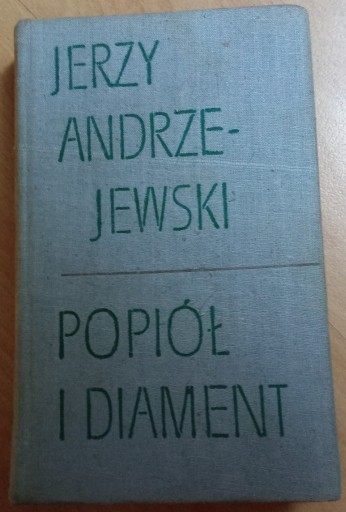 JERZY
ANDRZE-
JEWSKI
POPIÓŁ
I DIAMENT